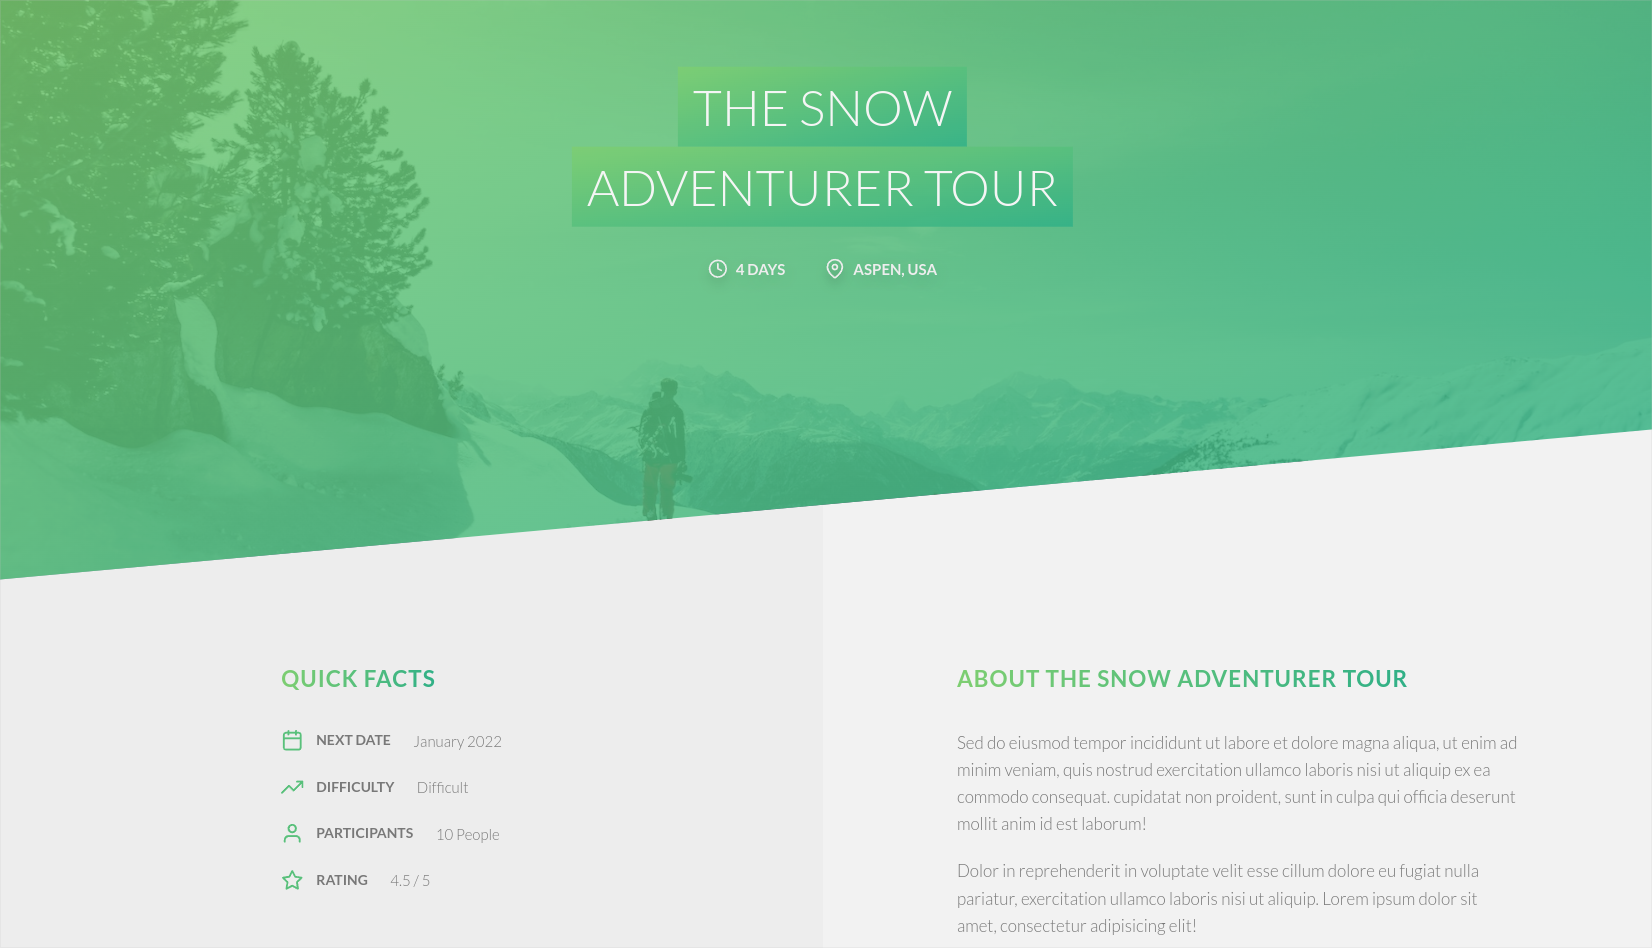 THE SNOW
ADVENTURER TOUR
4 DAYS
ASPEN, USA
QUICK FACTS
NEXT DATE January 2022
DIFFICULTY Difficult
PARTICIPANTS 10 People
RATING 4.5 / 5
ABOUT THE SNOW ADVENTURER TOUR
Sed do eiusmod tempor incididunt ut labore et dolore magna aliqua, ut enim ad
minim veniam, quis nostrud exercitation ullamco laboris nisi ut aliquip ex ea
commodo consequat. cupidatat non proident, sunt in culpa qui officia deserunt
mollit anim id est laborum!
Dolor in reprehenderit in voluptate velit esse cillum dolore eu fugiat nulla
pariatur, exercitation ullamco laboris nisi ut aliquip. Lorem ipsum dolor sit
amet, consectetur adipisicing elit!